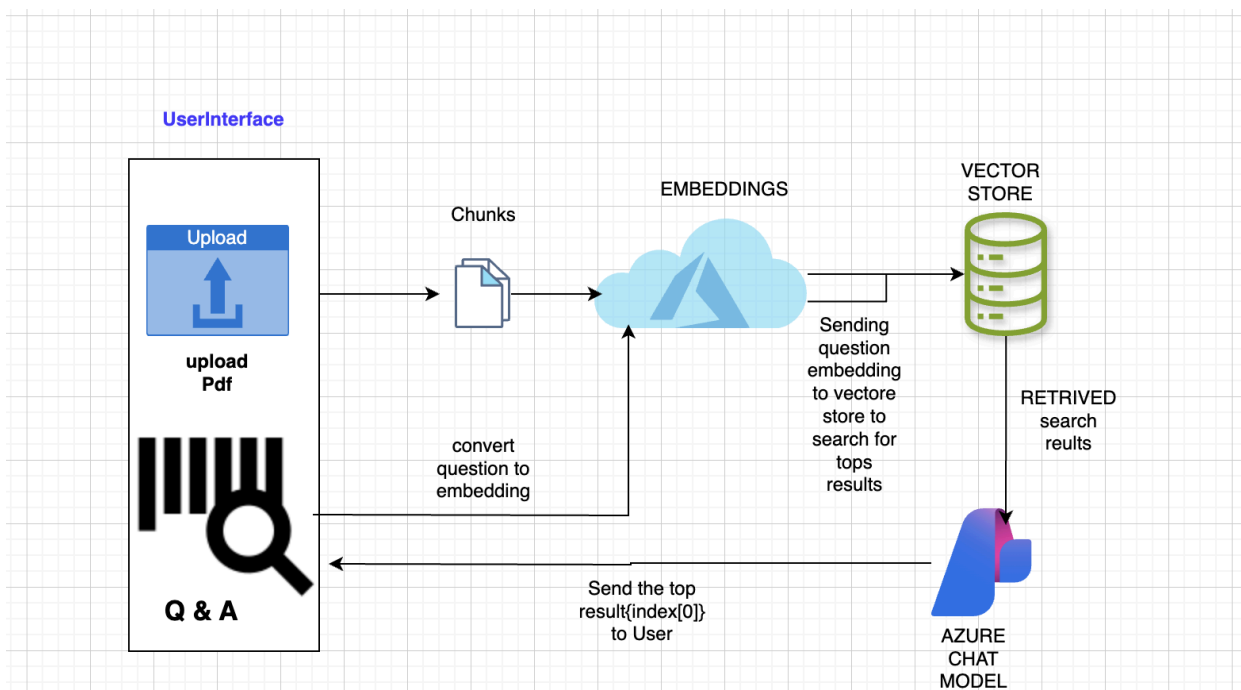 UserInterface
Upload
upload
Pdf
Q & A
Chunks
convert
question to
embedding
EMBEDDINGS
Sending
question
embedding
to vectore
store to
search for
tops
results
VECTOR
STORE
RETRIVED
search
reults
AZURE
CHAT
MODEL
Send the top
result{index[0]}
to User